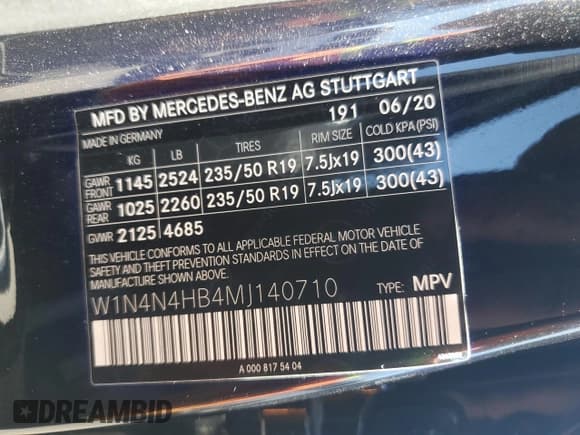 MFD BY MERCEDES-BENZ AG STUTTGART
191 06/20
MADE IN GERMANY
KG LB TIRES RIM SIZE COLD KPA(PSI)
GAWR FRONT 1145 2524 235/50 R19 7.5Jx19 300(43)
GAWR REAR 1025 2260 235/50 R19 7.5Jx19 300(43)
GVWR 2125 4685
THIS VEHICLE CONFORMS TO ALL APPLICABLE FEDERAL MOTOR VEHICLE
SAFETY AND THEFT PREVENTION STANDARDS IN EFFECT ON THE DATE OF
MANUFACTURE SHOWN ABOVE.
W1N4N4HB4MJ140710 TYPE: MPV
A 000 817 54 04
DREAMBID